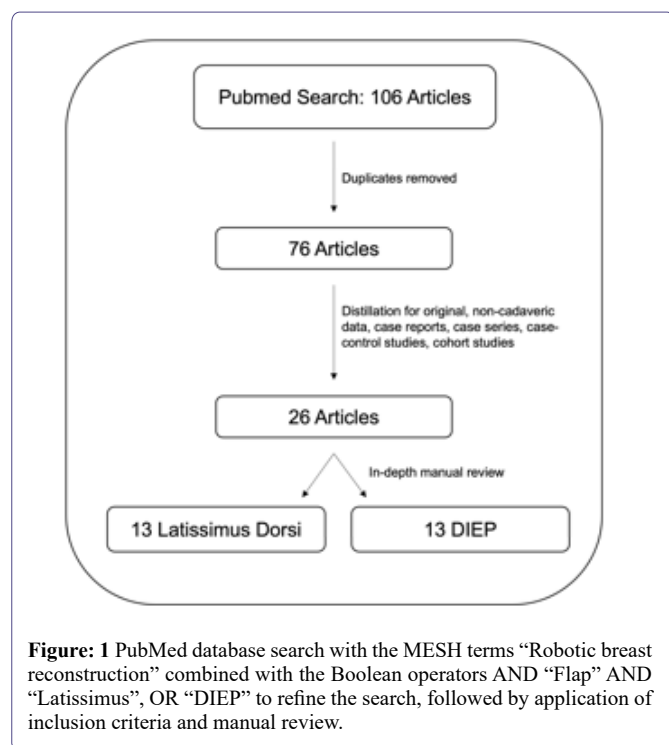 Pubmed Search: 106 Articles
Duplicates removed
76 Articles
Distillation for original, non-cadaveric
data, case reports, case series, case-
control studies, cohort studies
26 Articles
In-depth manual review
13 Latissimus Dorsi
13 DIEP
Figure: 1 PubMed database search with the MESH terms “Robotic breast
reconstruction” combined with the Boolean operators AND “Flap” AND
“Latissimus”, OR “DIEP” to refine the search, followed by application of
inclusion criteria and manual review.